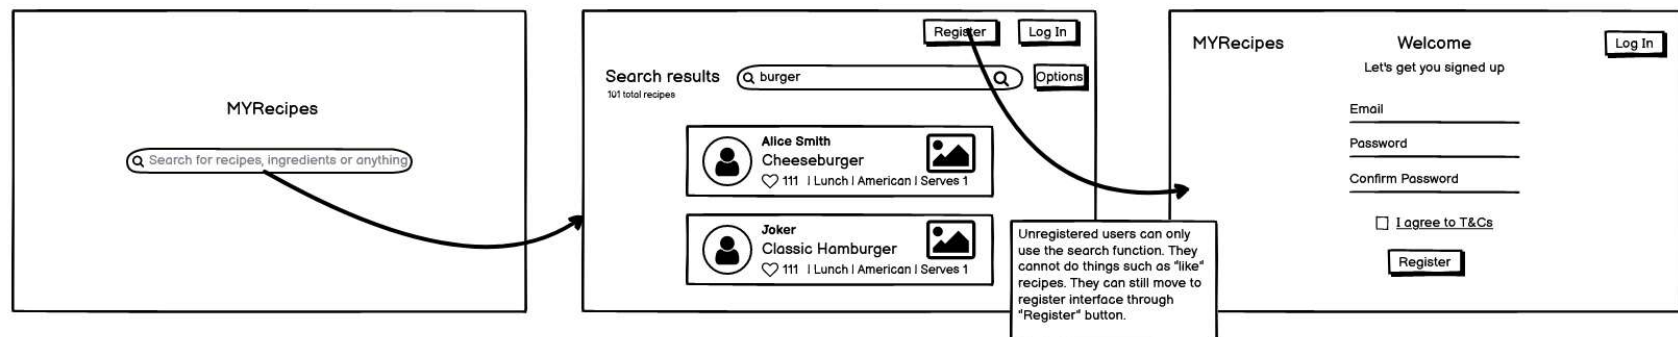 MYRecipes
Search for recipes, ingredients or anything
Register
Log In
Search results
101 total recipes
burger
Options
Alice Smith
Cheeseburger
111 | Lunch | American | Serves 1
Joker
Classic Hamburger
111 | Lunch | American | Serves 1
Unregistered users can only
use the search function. They
cannot do things such as "like"
recipes. They can still move to
register interface through
"Register" button.
MYRecipes
Welcome
Log In
Let's get you signed up
Email
Password
Confirm Password
I agree to T&Cs
Register